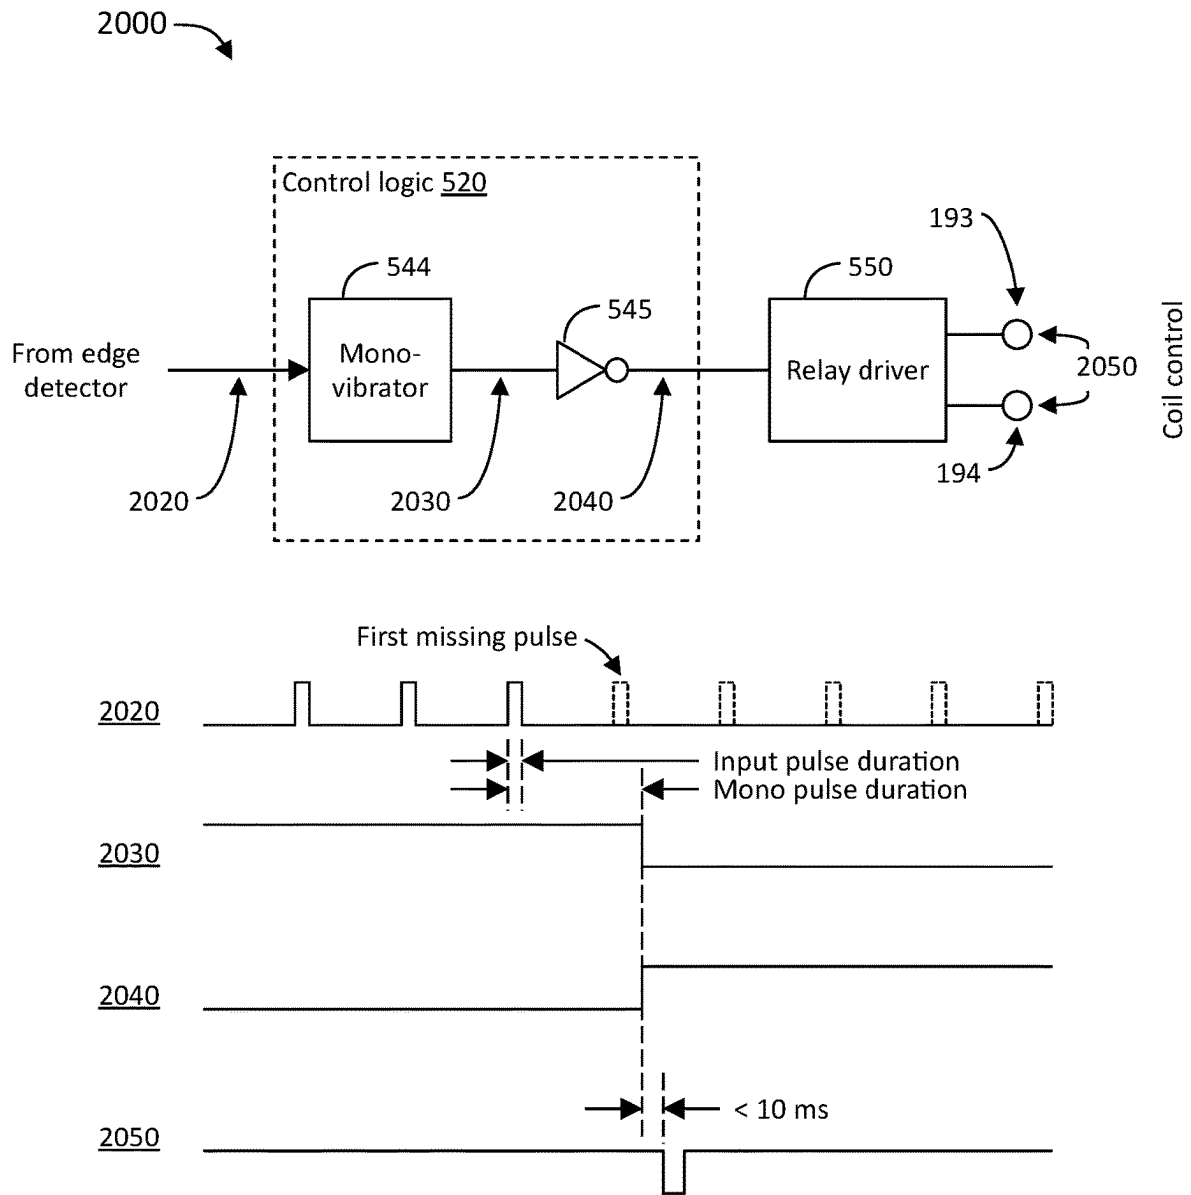 2000
Control logic 520
193
544
550
545
From edge
detector
Mono-
vibrator
Relay driver
2050
Coil control
194
2020
2030
2040
First missing pulse
2020
Input pulse duration
Mono pulse duration
2030
2040
< 10 ms
2050